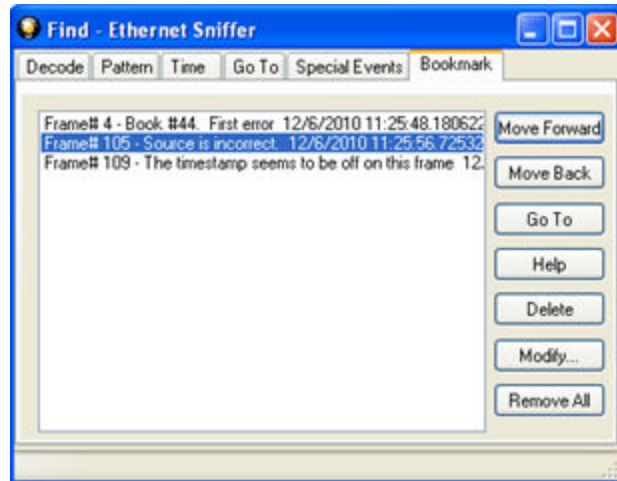 Find - Ethernet Sniffer
Decode Pattern Time Go To Special Events Bookmark
Frame# 4 - Book #44. First error 12/6/2010 11:25:48.180622
Frame# 105 - Source is incorrect. 12/6/2010 11:25:56.72532
Frame# 109 - The timestamp seems to be off on this frame 12.
Move Forward
Move Back
Go To
Help
Delete
Modify...
Remove All